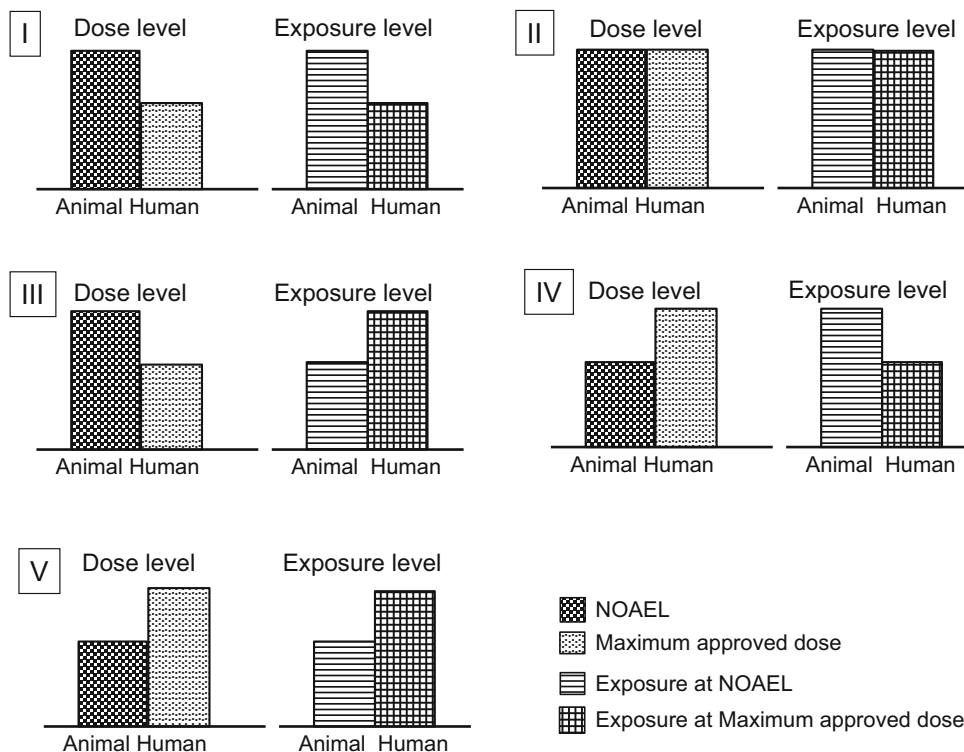 I
Dose level
Exposure level
Animal Human
Animal Human
II
Dose level
Exposure level
Animal Human
Animal Human
III
Dose level
Exposure level
Animal Human
Animal Human
IV
Dose level
Exposure level
Animal Human
Animal Human
V
Dose level
Exposure level
Animal Human
Animal Human
NOAEL
Maximum approved dose
Exposure at NOAEL
Exposure at Maximum approved dose